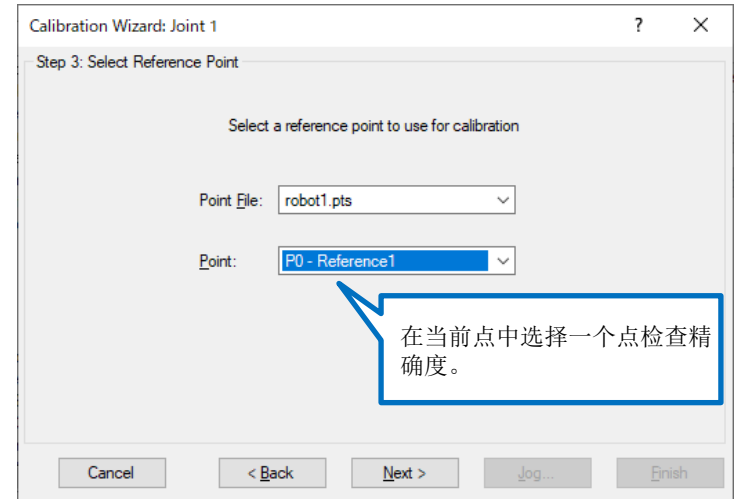 Calibration Wizard: Joint 1
Step 3: Select Reference Point
Select a reference point to use for calibration
Point File: robot1.pts
Point: P0 - Reference1
在当前点中选择一个点检查精
确度。
Cancel < Back Next > Jog... Finish